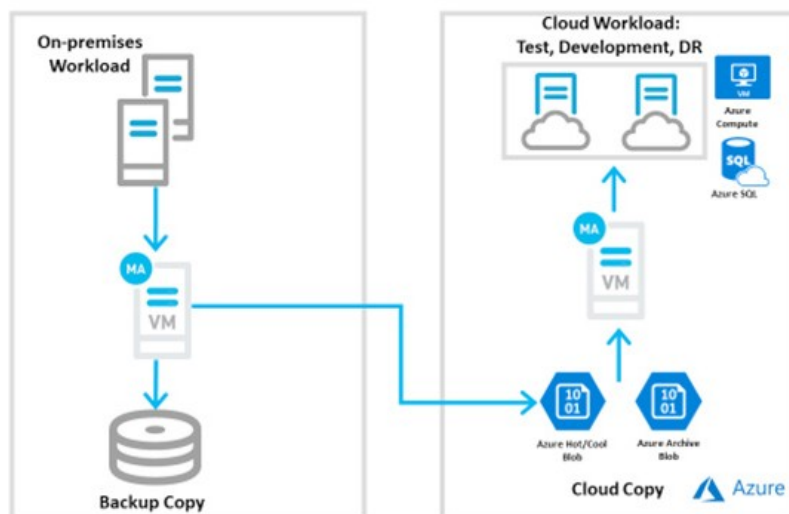 On-premises
Workload
MA
VM
Backup Copy
Cloud Workload:
Test, Development, DR
VM
Azure
Compute
SQL
Azure SQL
MA
VM
10
01
10
01
Azure Hot/Cool
Blob
Azure Archive
Blob
Cloud Copy
Azure